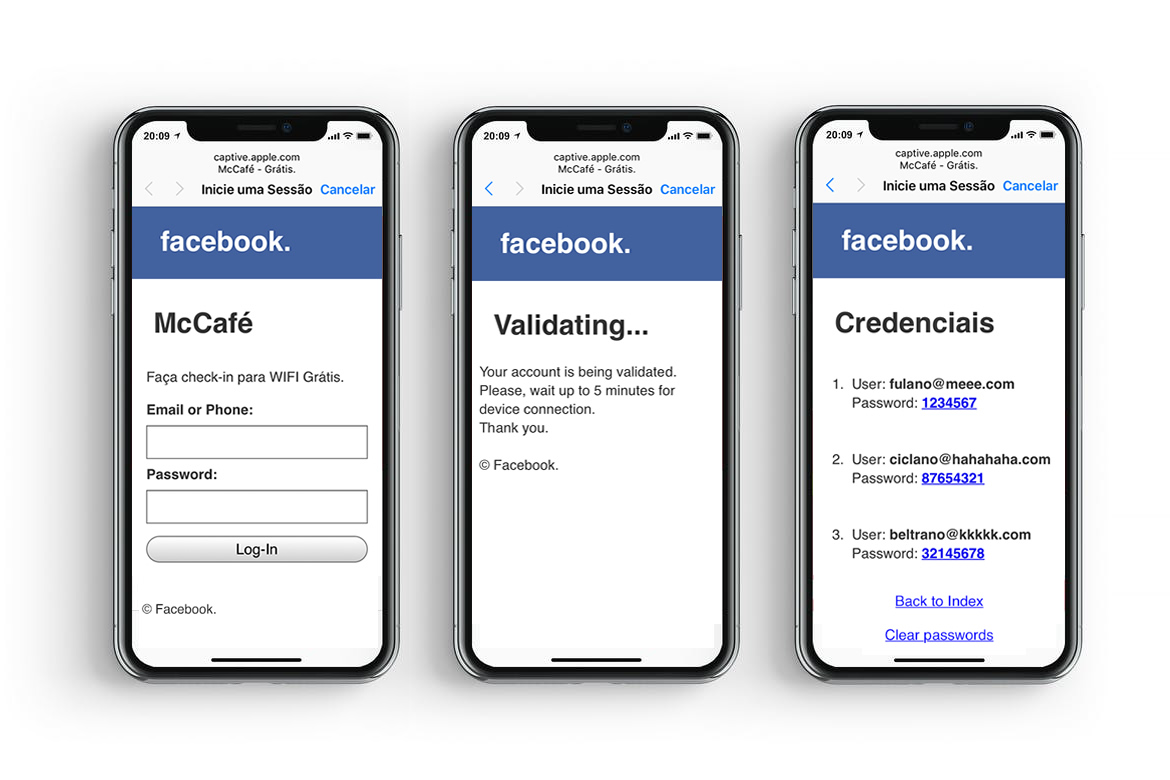 20:09
captive.apple.com
McCafé - Grátis.
Inicie uma Sessão Cancelar
facebook.
McCafé
Faça check-in para WIFI Grátis.
Email or Phone:
Password:
Log-In
© Facebook.
20:09
captive.apple.com
McCafé - Grátis.
Inicie uma Sessão Cancelar
facebook.
Validating...
Your account is being validated.
Please, wait up to 5 minutes for
device connection.
Thank you.
© Facebook.
20:09
captive.apple.com
McCafé - Grátis.
Inicie uma Sessão Cancelar
facebook.
Credenciais
1. User: fulano@meee.com
Password: 1234567
2. User: ciclano@hahahaha.com
Password: 87654321
3. User: beltrano@kkkkk.com
Password: 32145678
Back to Index
Clear passwords